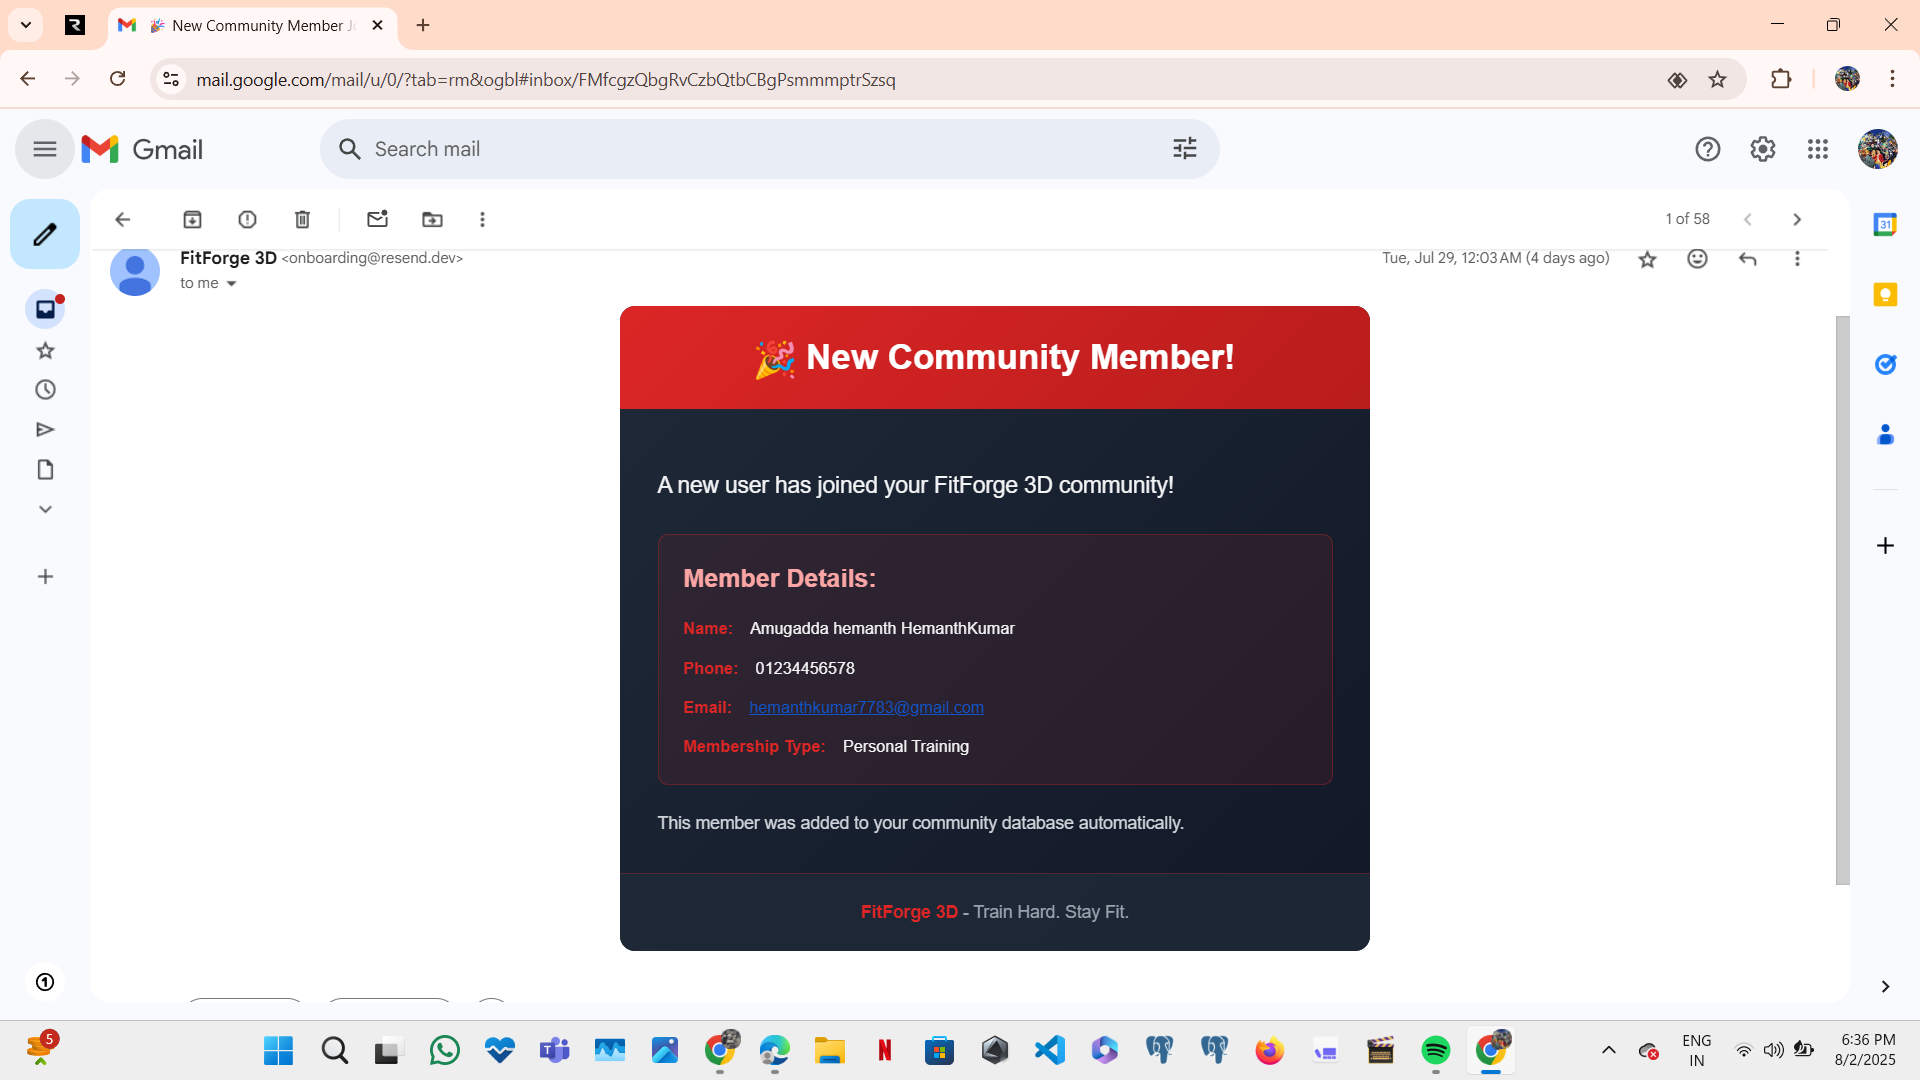 New Community Member Jo
mail.google.com/mail/u/0/?tab=rm&ogbl#inbox/FMfcgzQbgRvCzbQtbCBgPsmmmptrSzsq
Gmail
Search mail
1 of 58
FitForge 3D <onboarding@resend.dev>
Tue, Jul 29, 12:03 AM (4 days ago)
to me
31
🎉 New Community Member!
A new user has joined your FitForge 3D community!
Member Details:
Name: Amugadda hemanth HemanthKumar
Phone: 01234456578
Email: hemanthkumar7783@gmail.com
Membership Type: Personal Training
This member was added to your community database automatically.
FitForge 3D - Train Hard. Stay Fit.
5
ENG
IN
6:36 PM
8/2/2025